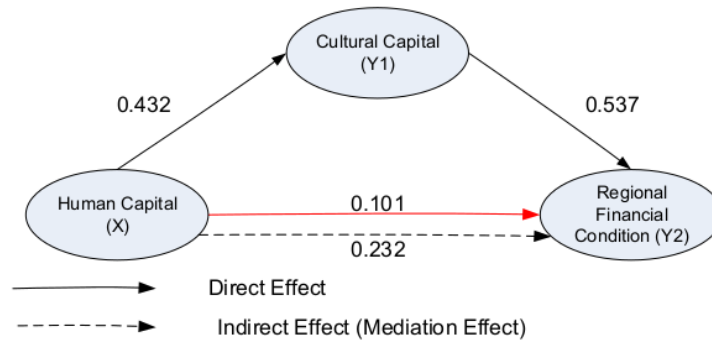 Cultural Capital
(Y1)
0.432
0.537
Human Capital
(X)
0.101
0.232
Regional
Financial
Condition (Y2)
Direct Effect
Indirect Effect (Mediation Effect)